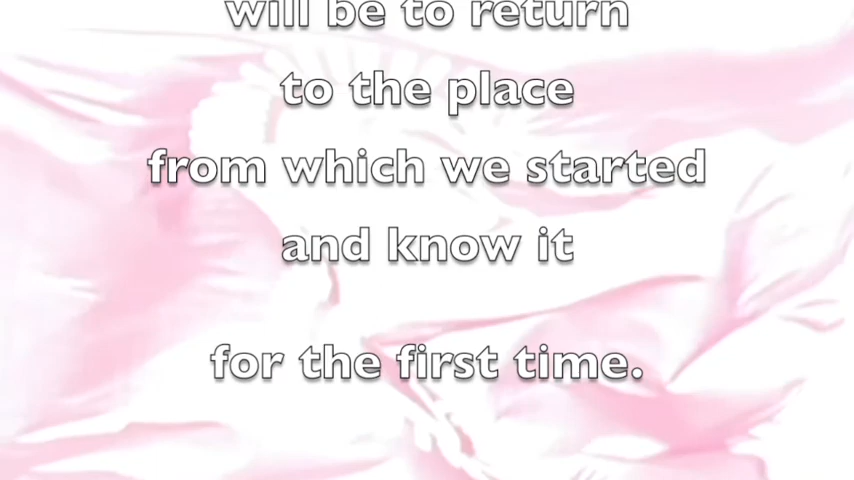 will be to return
to the place
from which we started
and know it
for the first time.